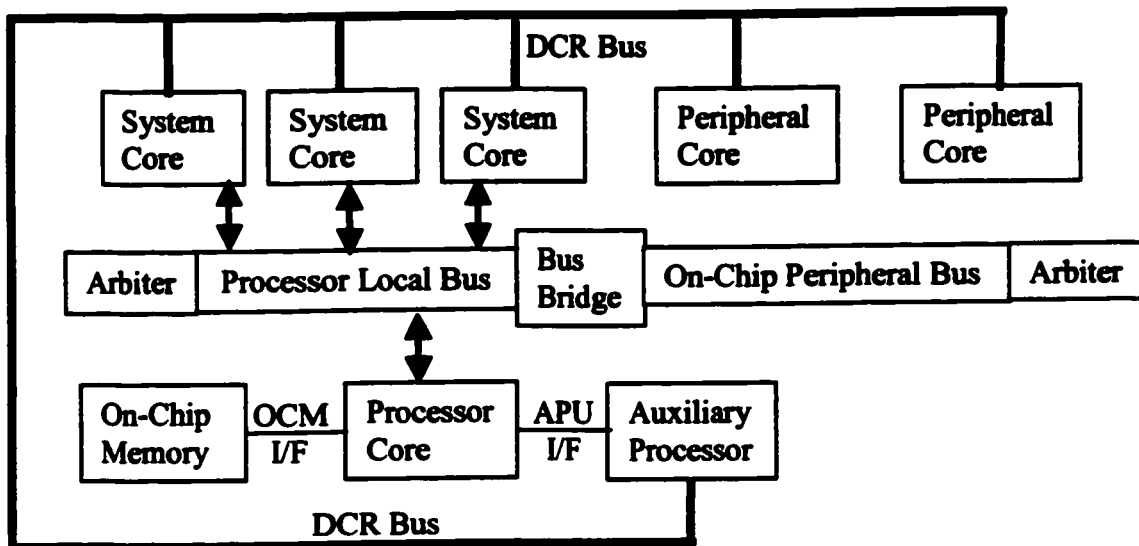 DCR Bus
System
Core
System
Core
System
Core
Peripheral
Core
Peripheral
Core
Arbiter
Processor Local Bus
Bus
Bridge
On-Chip Peripheral Bus
Arbiter
On-Chip
Memory
OCM
I/F
Processor
Core
APU
I/F
Auxiliary
Processor
DCR Bus